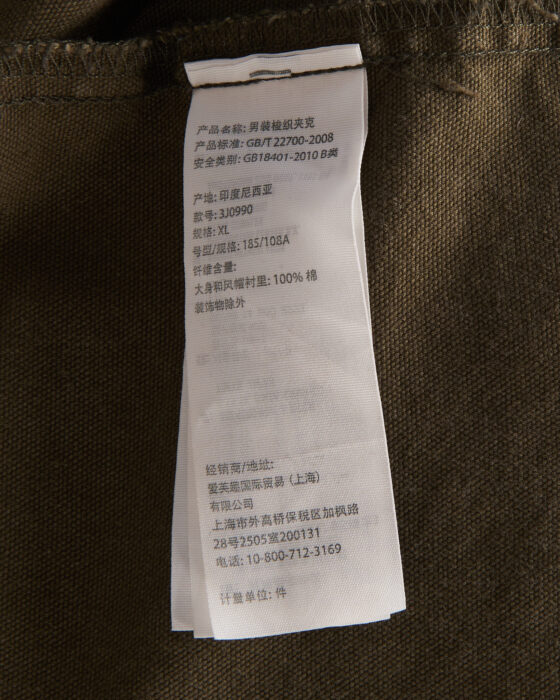 产品名称: 男装梭织夹克
产品标准: GB/T 22700-2008
安全类别: GB18401-2010 B类
产地: 印度尼西亚
款号: 3J0990
规格: XL
号型/规格: 185/108A
纤维含量:
大身和风帽衬里: 100% 棉
装饰物除外
经销商/地址:
爱芙趣国际贸易 (上海)
有限公司
上海市外高桥保税区加枫路
28号2505室200131
电话: 10-800-712-3169
计量单位: 件